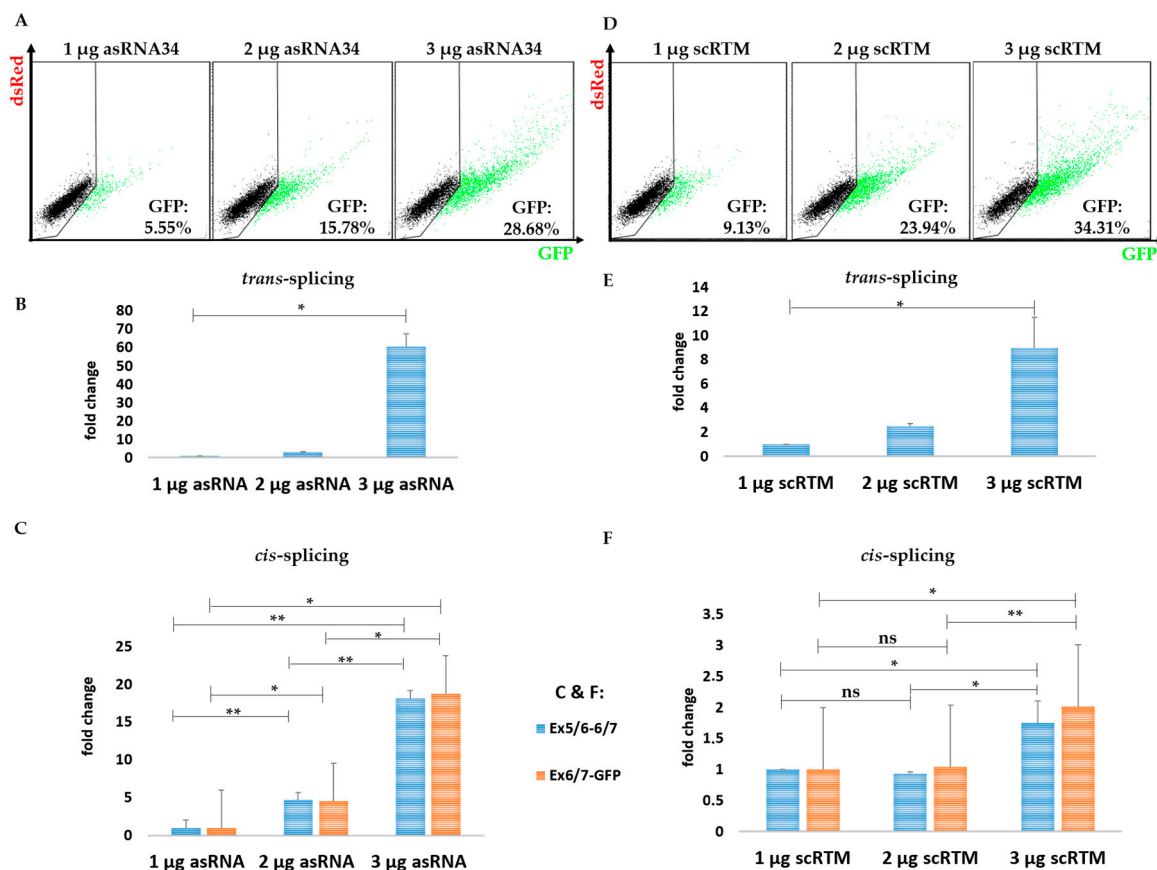 A
1 µg asRNA34 2 µg asRNA34 3 µg asRNA34
dsRed
GFP: 5.55%
GFP: 15.78%
GFP: 28.68%
GFP
D
1 µg scRTM 2 µg scRTM 3 µg scRTM
dsRed
GFP: 9.13%
GFP: 23.94%
GFP: 34.31%
GFP
B
trans-splicing
fold change
80
70
60
50
40
30
20
10
0
*
1 µg asRNA 2 µg asRNA 3 µg asRNA
E
trans-splicing
fold change
14
12
10
8
6
4
2
0
*
1 µg scRTM 2 µg scRTM 3 µg scRTM
C
cis-splicing
fold change
25
20
15
10
5
0
*
**
*
**
*
**
1 µg asRNA 2 µg asRNA 3 µg asRNA
C & F:
Ex5/6-6/7
Ex6/7-GFP
F
cis-splicing
fold change
3.5
3
2.5
2
1.5
1
0.5
0
*
**
ns
*
*
ns
1 µg scRTM 2 µg scRTM 3 µg scRTM